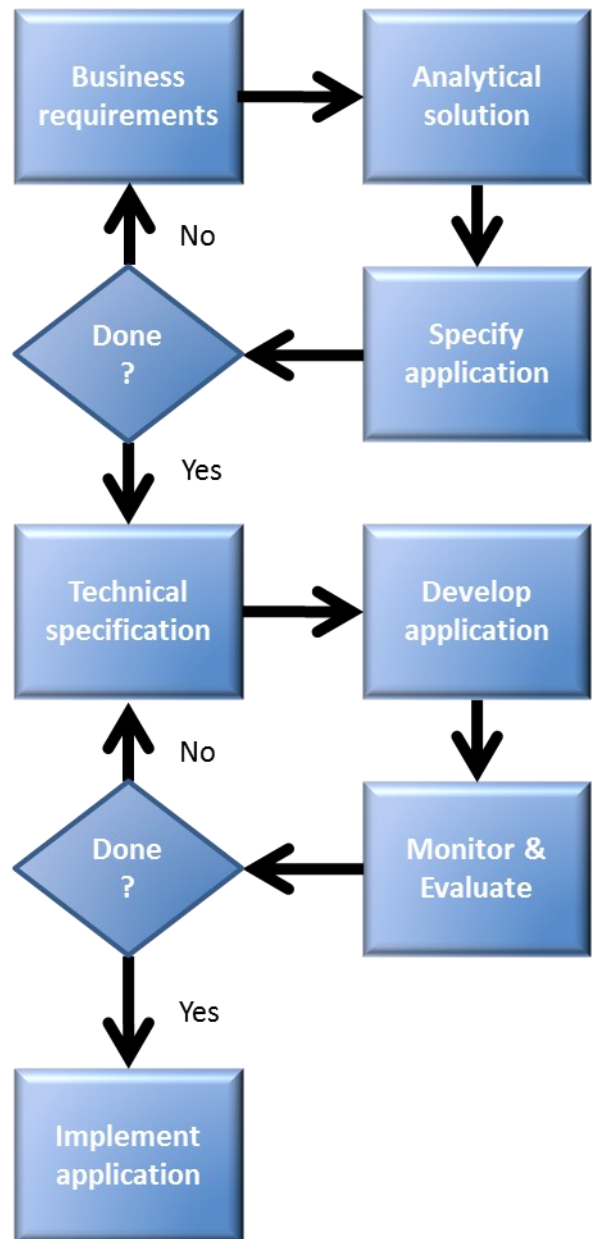 Business
requirements
Analytical
solution
No
Done
?
Specify
application
Yes
Technical
specification
Develop
application
No
Done
?
Monitor &
Evaluate
Yes
Implement
application